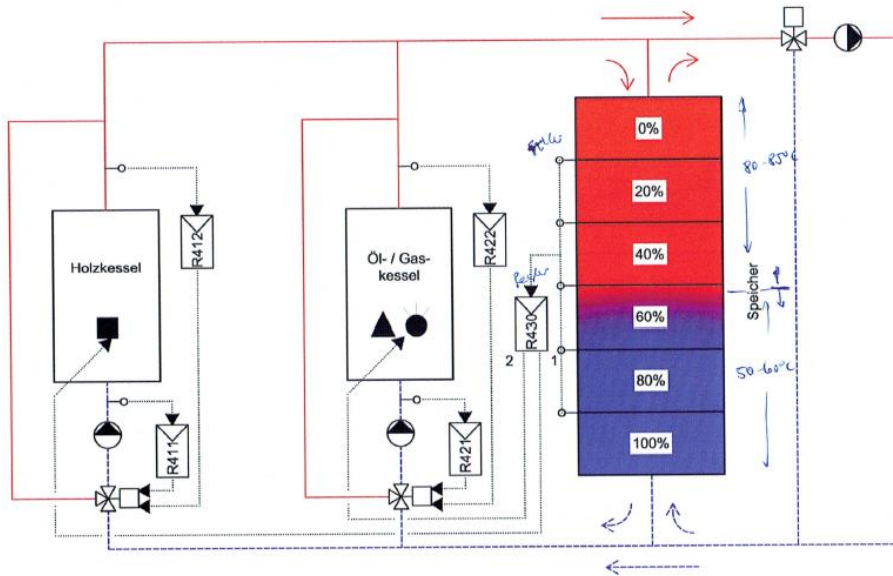 0%
20%
80-85°C
R412
R422
Holzkessel
Öl- / Gas-
kessel
40%
Speicher
R430
60%
2
1
80%
50-60°C
R411
R421
100%